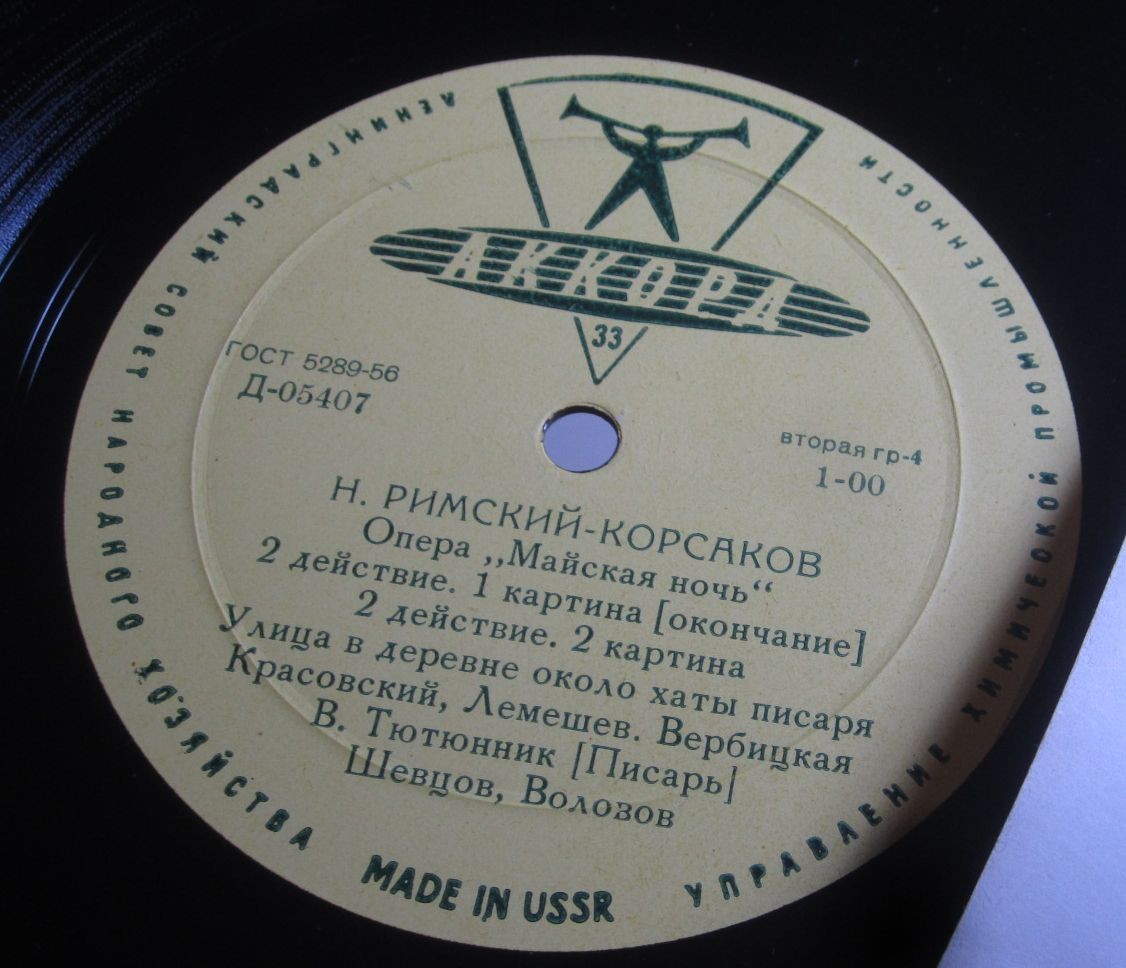 ЛЕНИНГРАДСКИЙ СОВЕТ НАРОДНОГО ХОЗЯЙСТВА
УПРАВЛЕНИЕ ХИМИЧЕСКОЙ ПРОМЫШЛЕННОСТИ
АККОРД
33
ГОСТ 5289-56
Д-05407
вторая гр-4
1-00
Н. РИМСКИЙ-КОРСАКОВ
Опера „Майская ночь“
2 действие. 1 картина [окончание]
2 действие. 2 картина
Улица в деревне около хаты писаря
Красовский, Лемешев. Вербицкая
В. Тютюнник [Писарь]
Шевцов, Волозов
MADE IN USSR